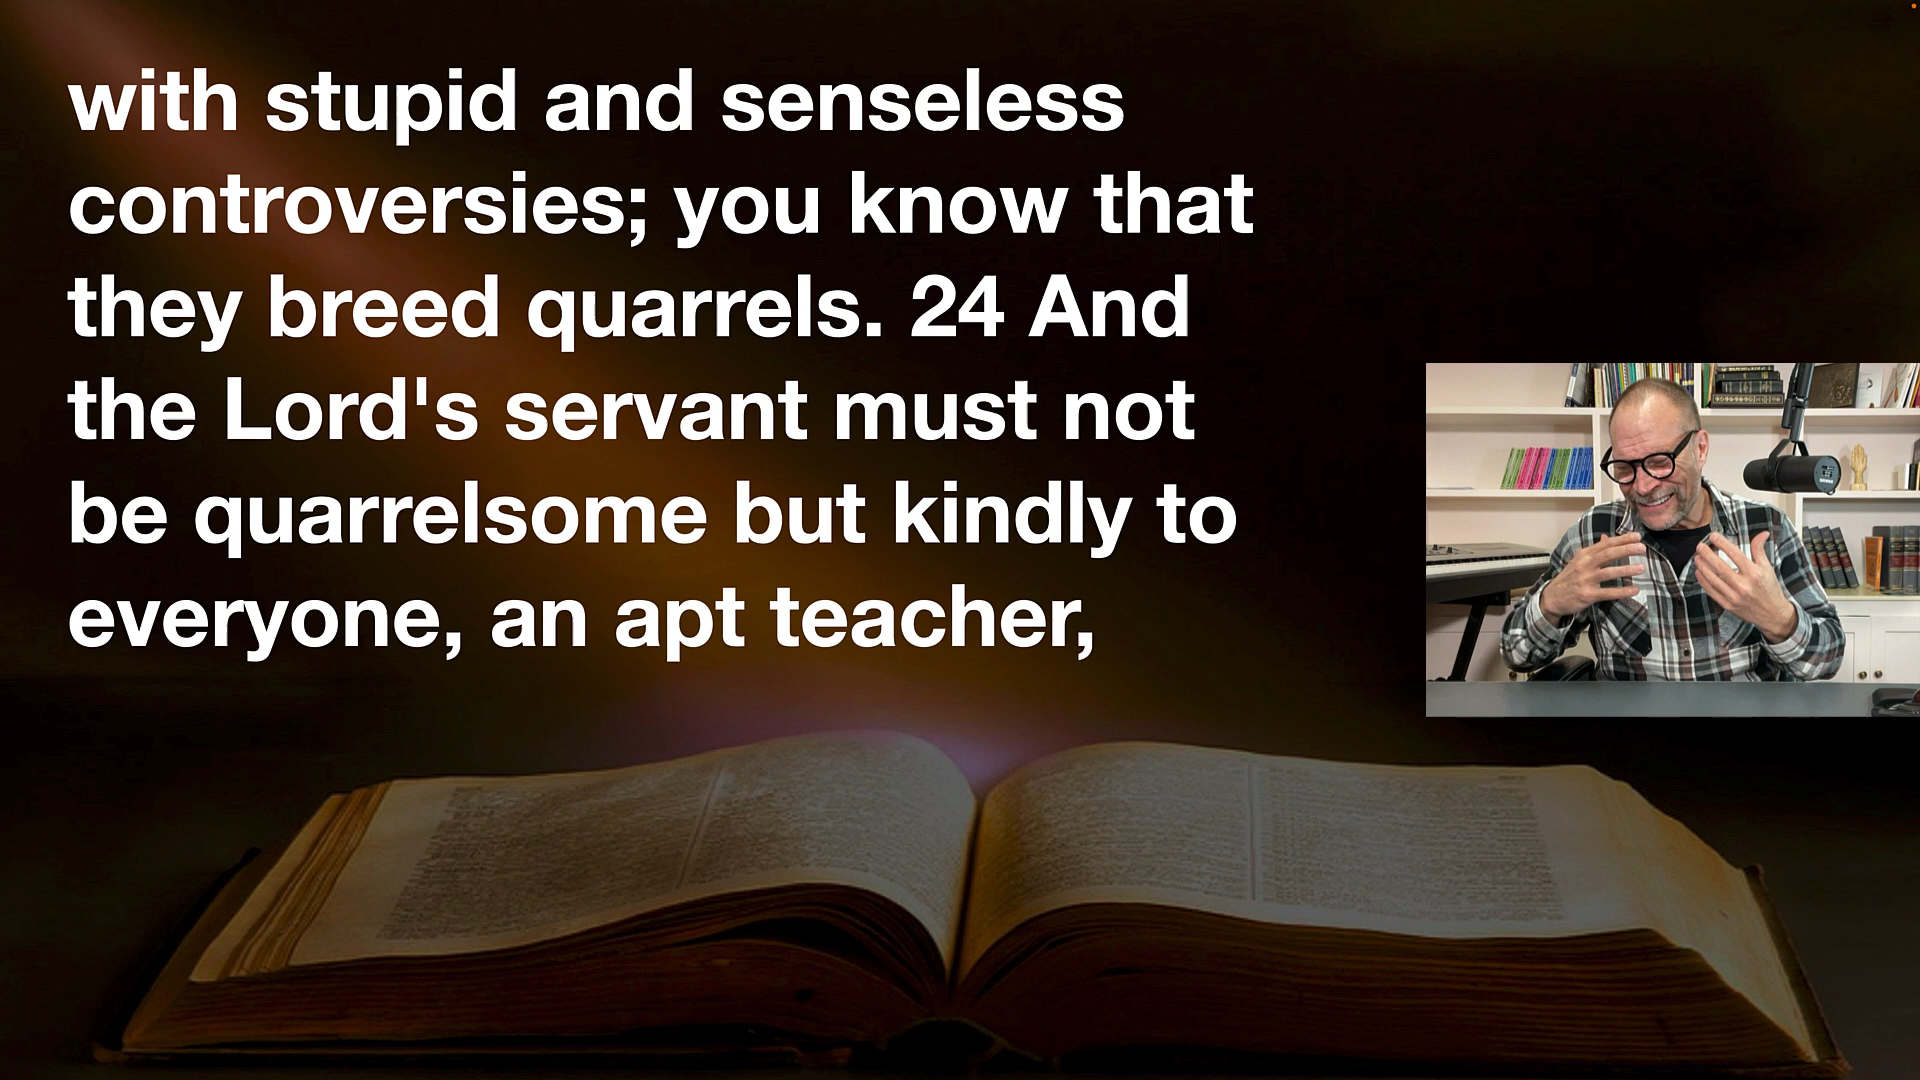 with stupid and senseless
controversies; you know that
they breed quarrels. 24 And
the Lord's servant must not
be quarrelsome but kindly to
everyone, an apt teacher,